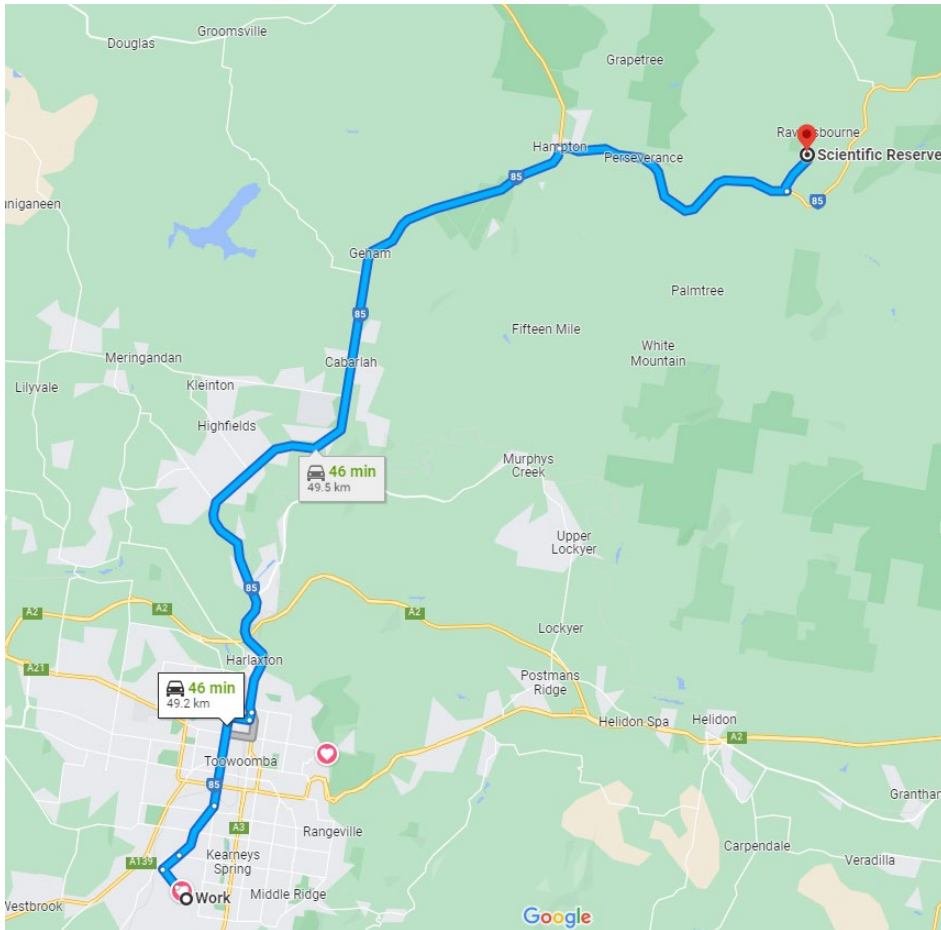 Groomsville
Douglas
Grapetree
Hampton
Perseverance
Scientific Reserve
85
85
Geham
Palmtree
85
Fifteen Mile
White
Mountain
Cabarlah
Meringandan
Kleinton
Lilyvale
Highfields
46 min
49.5 km
Murphys
Creek
Upper
Lockyer
85
A2
A2
A2
Lockyer
Harlaxton
A21
Postmans
Ridge
46 min
49.2 km
Helidon Spa
Helidon
A2
Toowoomba
85
Grantham
A3
Rangeville
Carpendale
A139
Kearneys
Spring
Veradilla
Work
Middle Ridge
Westbrook
Google